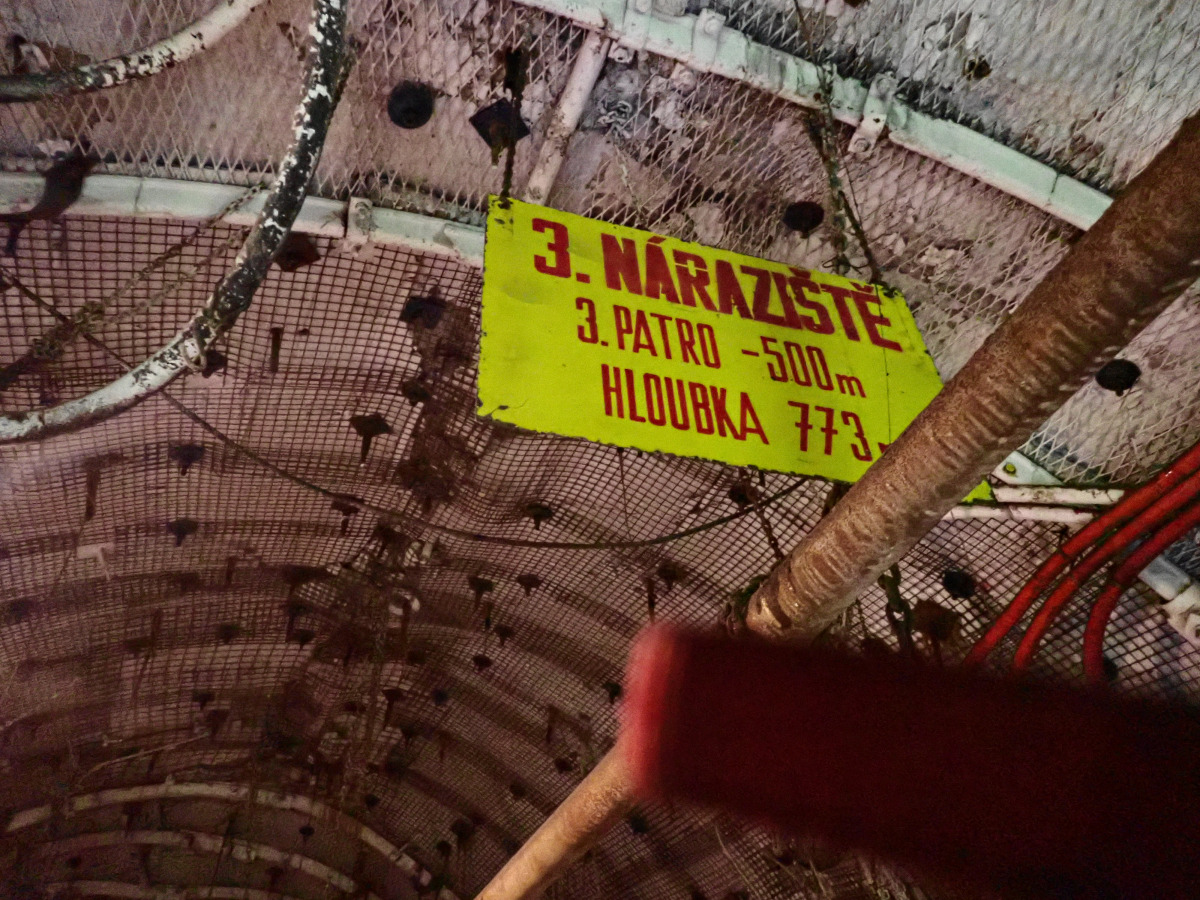 3. NÁRAZIŠTĚ
3. PATRO -500m
HLOUBKA 773